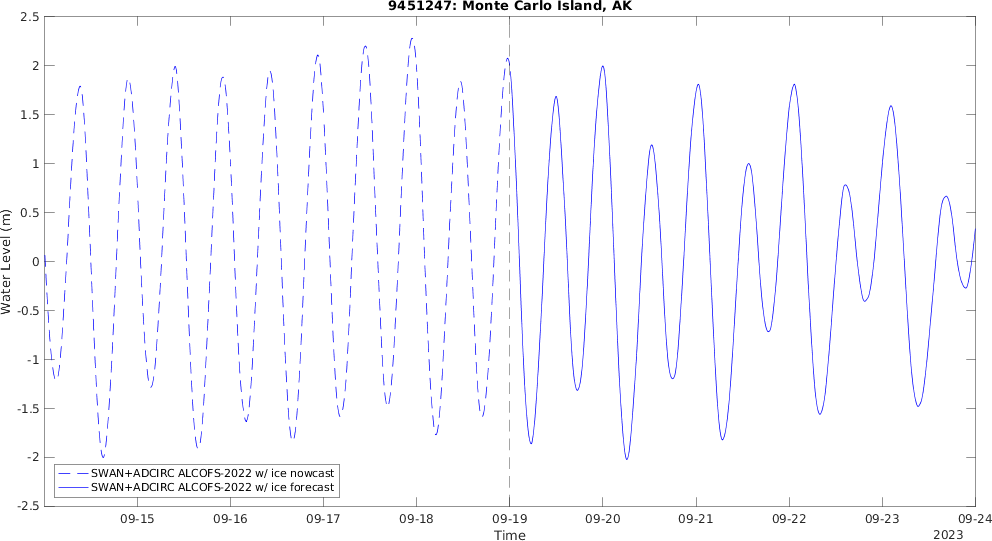 9451247: Monte Carlo Island, AK
2.5
2
1.5
1
0.5
0
-0.5
-1
-1.5
-2
-2.5
Water Level (m)
SWAN+ADCIRC ALCOFS-2022 w/ ice nowcast
SWAN+ADCIRC ALCOFS-2022 w/ ice forecast
09-15 09-16 09-17 09-18 09-19 09-20 09-21 09-22 09-23 09-24
Time
2023